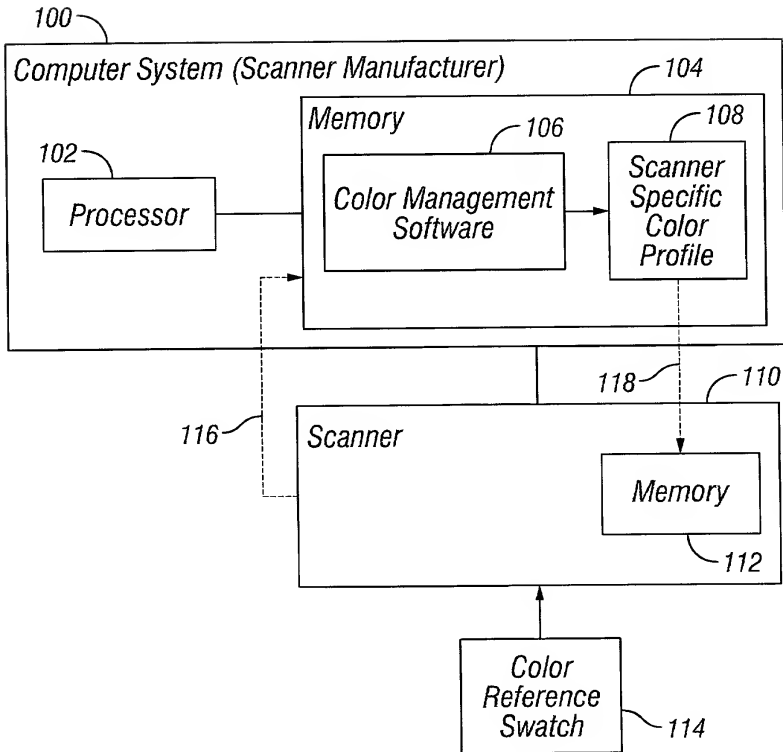 100
Computer System (Scanner Manufacturer)
104
Memory
106
108
102
Processor
Color Management
Software
Scanner
Specific
Color
Profile
118
110
116
Scanner
Memory
112
Color
Reference
Swatch
114